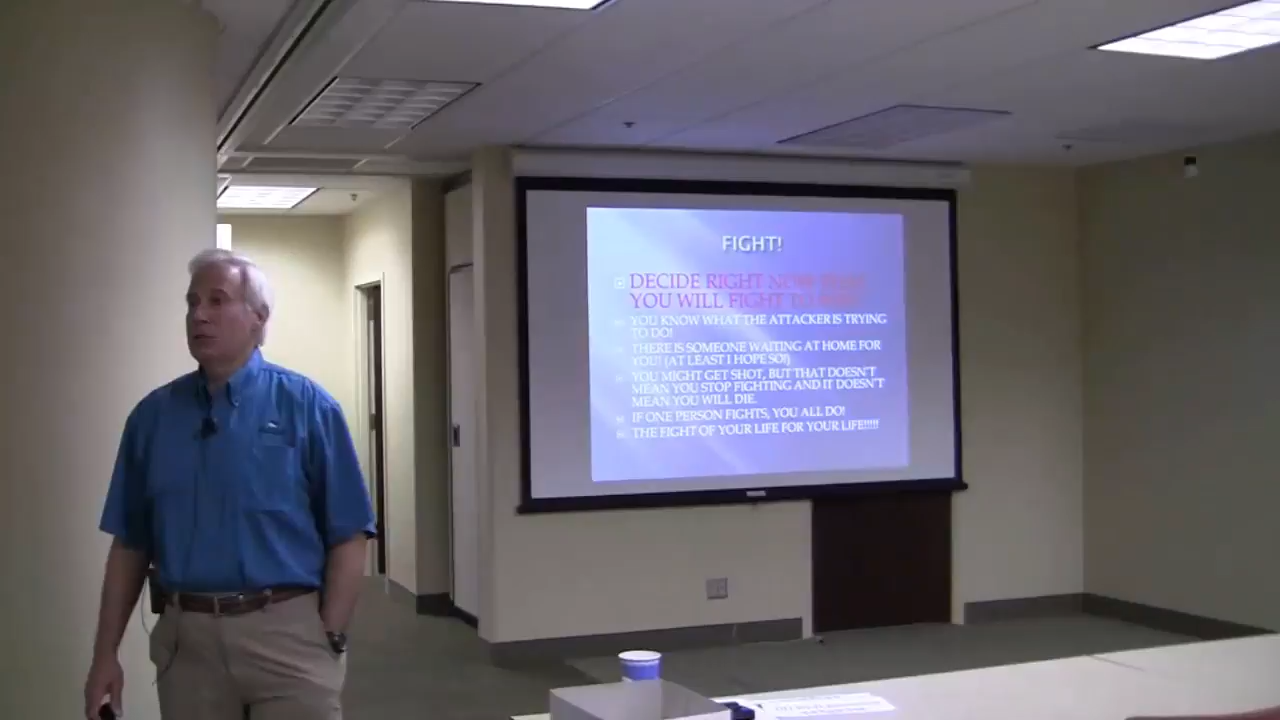 FIGHT!
DECIDE RIGHT NOW THAT
YOU WILL FIGHT TO
YOU KNOW WHAT THE ATTACKER IS TRYING
TO DO!
THERE IS SOMEONE WAITING AT HOME FOR
YOU! (AT LEAST I HOPE SO!)
YOU MIGHT GET SHOT, BUT THAT DOESN'T
MEAN YOU STOP FIGHTING AND IT DOESN'T
MEAN YOU WILL DIE.
IF ONE PERSON FIGHTS, YOU ALL DO!
THE FIGHT OF YOUR LIFE FOR YOUR LIFE!!!!!